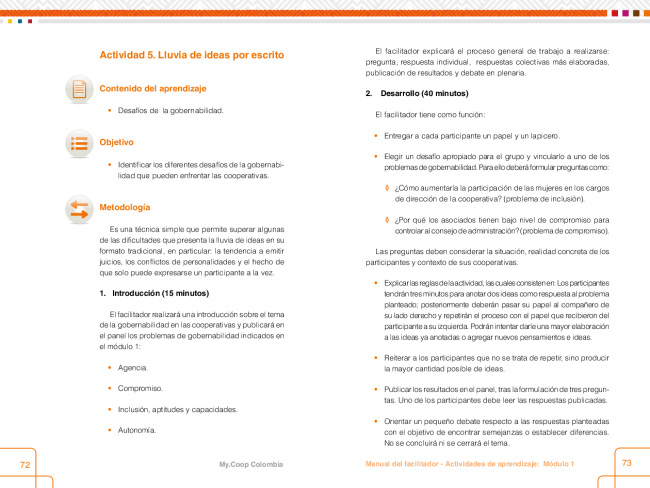 Actividad 5. Lluvia de ideas por escrito
Contenido del aprendizaje
• Desafíos de la gobernabilidad.
Objetivo
• Identificar los diferentes desafíos de la gobernabi-
lidad que pueden enfrentar las cooperativas.
Metodología
Es una técnica simple que permite superar algunas
de las dificultades que presenta la lluvia de ideas en su
formato tradicional, en particular: la tendencia a emitir
juicios, los conflictos de personalidades y el hecho de
que solo puede expresarse un participante a la vez.
1. Introducción (15 minutos)
El facilitador realizará una introducción sobre el tema
de la gobernabilidad en las cooperativas y publicará en
el panel los problemas de gobernabilidad indicados en
el módulo 1:
• Agencia.
• Compromiso.
• Inclusión, aptitudes y capacidades.
• Autonomía.
72
My.Coop Colombia
El facilitador explicará el proceso general de trabajo a realizarse:
pregunta, respuesta individual, respuestas colectivas más elaboradas,
publicación de resultados y debate en plenaria.
2. Desarrollo (40 minutos)
El facilitador tiene como función:
• Entregar a cada participante un papel y un lapicero.
• Elegir un desafío apropiado para el grupo y vincularlo a uno de los
problemas de gobernabilidad. Para ello deberá formular preguntas como:
◊ ¿Cómo aumentaría la participación de las mujeres en los cargos
de dirección de la cooperativa? (problema de inclusión).
◊ ¿Por qué los asociados tienen bajo nivel de compromiso para
controlar al consejo de administración? (problema de compromiso).
Las preguntas deben considerar la situación, realidad concreta de los
participantes y contexto de sus cooperativas.
• Explicar las reglas de la actividad, las cuales consisten en: Los participantes
tendrán tres minutos para anotar dos ideas como respuesta al problema
planteado; posteriormente deberán pasar su papel al compañero de
su lado derecho y repetirán el proceso con el papel que recibieron del
participante a su izquierda. Podrán intentar darle una mayor elaboración
a las ideas ya anotadas o agregar nuevos pensamientos e ideas.
• Reiterar a los participantes que no se trata de repetir, sino producir
la mayor cantidad posible de ideas.
• Publicar los resultados en el panel, tras la formulación de tres pregun-
tas. Uno de los participantes debe leer las respuestas publicadas.
• Orientar un pequeño debate respecto a las respuestas planteadas
con el objetivo de encontrar semejanzas o establecer diferencias.
No se concluirá ni se cerrará el tema.
Manual del facilitador - Actividades de aprendizaje: Módulo 1
73